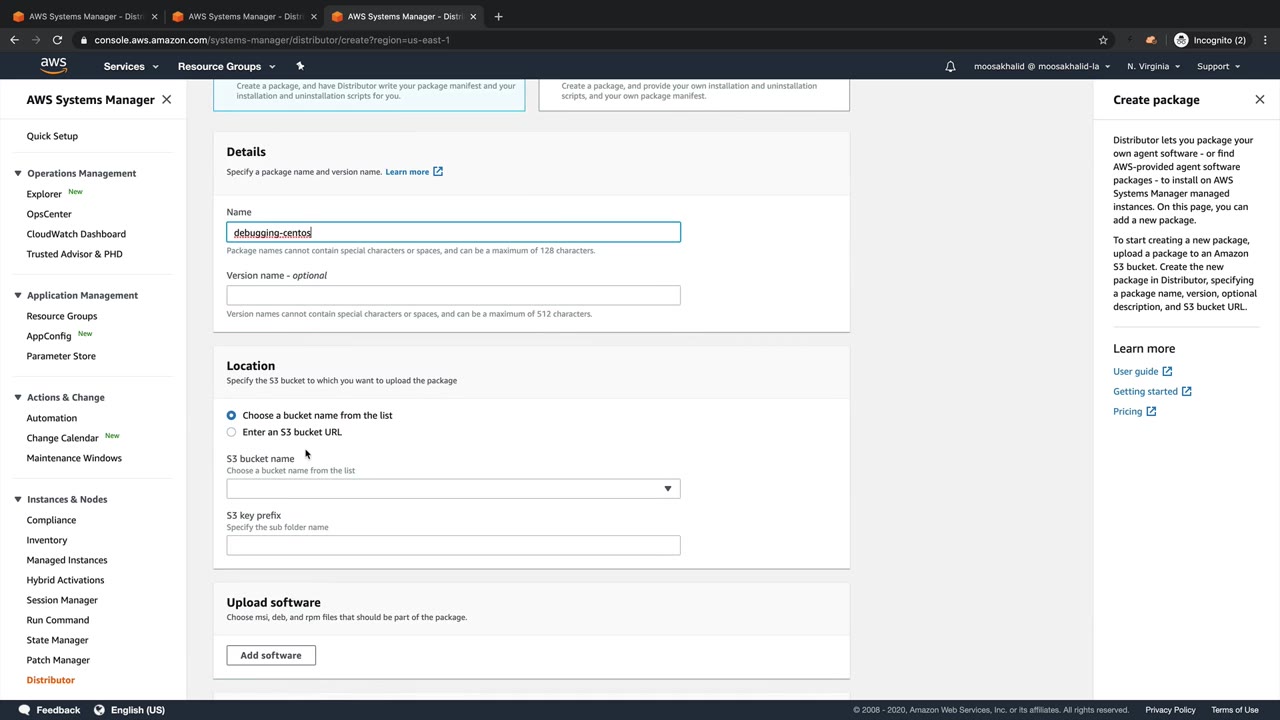 AWS Systems Manager - Distri
AWS Systems Manager - Distri
AWS Systems Manager - Distri
console.aws.amazon.com/systems-manager/distributor/create?region=us-east-1
Incognito (2)
aws
Services
Resource Groups
moosakhalid @ moosakhalid-la
N. Virginia
Support
AWS Systems Manager
Quick Setup
Operations Management
Explorer New
OpsCenter
CloudWatch Dashboard
Trusted Advisor & PHD
Application Management
Resource Groups
AppConfig New
Parameter Store
Actions & Change
Automation
Change Calendar New
Maintenance Windows
Instances & Nodes
Compliance
Inventory
Managed Instances
Hybrid Activations
Session Manager
Run Command
State Manager
Patch Manager
Distributor
Create a package, and have Distributor write your package manifest and your
installation and uninstallation scripts for you.
Create a package, and provide your own installation and uninstallation
scripts, and your own package manifest.
Details
Specify a package name and version name. Learn more
Name
debugging-centos
Package names cannot contain special characters or spaces, and can be a maximum of 128 characters.
Version name - optional
Version names cannot contain special characters or spaces, and can be a maximum of 512 characters.
Location
Specify the S3 bucket to which you want to upload the package
Choose a bucket name from the list
Enter an S3 bucket URL
S3 bucket name
Choose a bucket name from the list
S3 key prefix
Specify the sub folder name
Upload software
Choose msi, deb, and rpm files that should be part of the package.
Add software
Create package
Distributor lets you package your
own agent software - or find
AWS-provided agent software
packages - to install on AWS
Systems Manager managed
instances. On this page, you can
add a new package.
To start creating a new package,
upload a package to an Amazon
S3 bucket. Create the new
package in Distributor, specifying
a package name, version, optional
description, and S3 bucket URL.
Learn more
User guide
Getting started
Pricing
Feedback
English (US)
© 2008 - 2020, Amazon Web Services, Inc. or its affiliates. All rights reserved.
Privacy Policy
Terms of Use